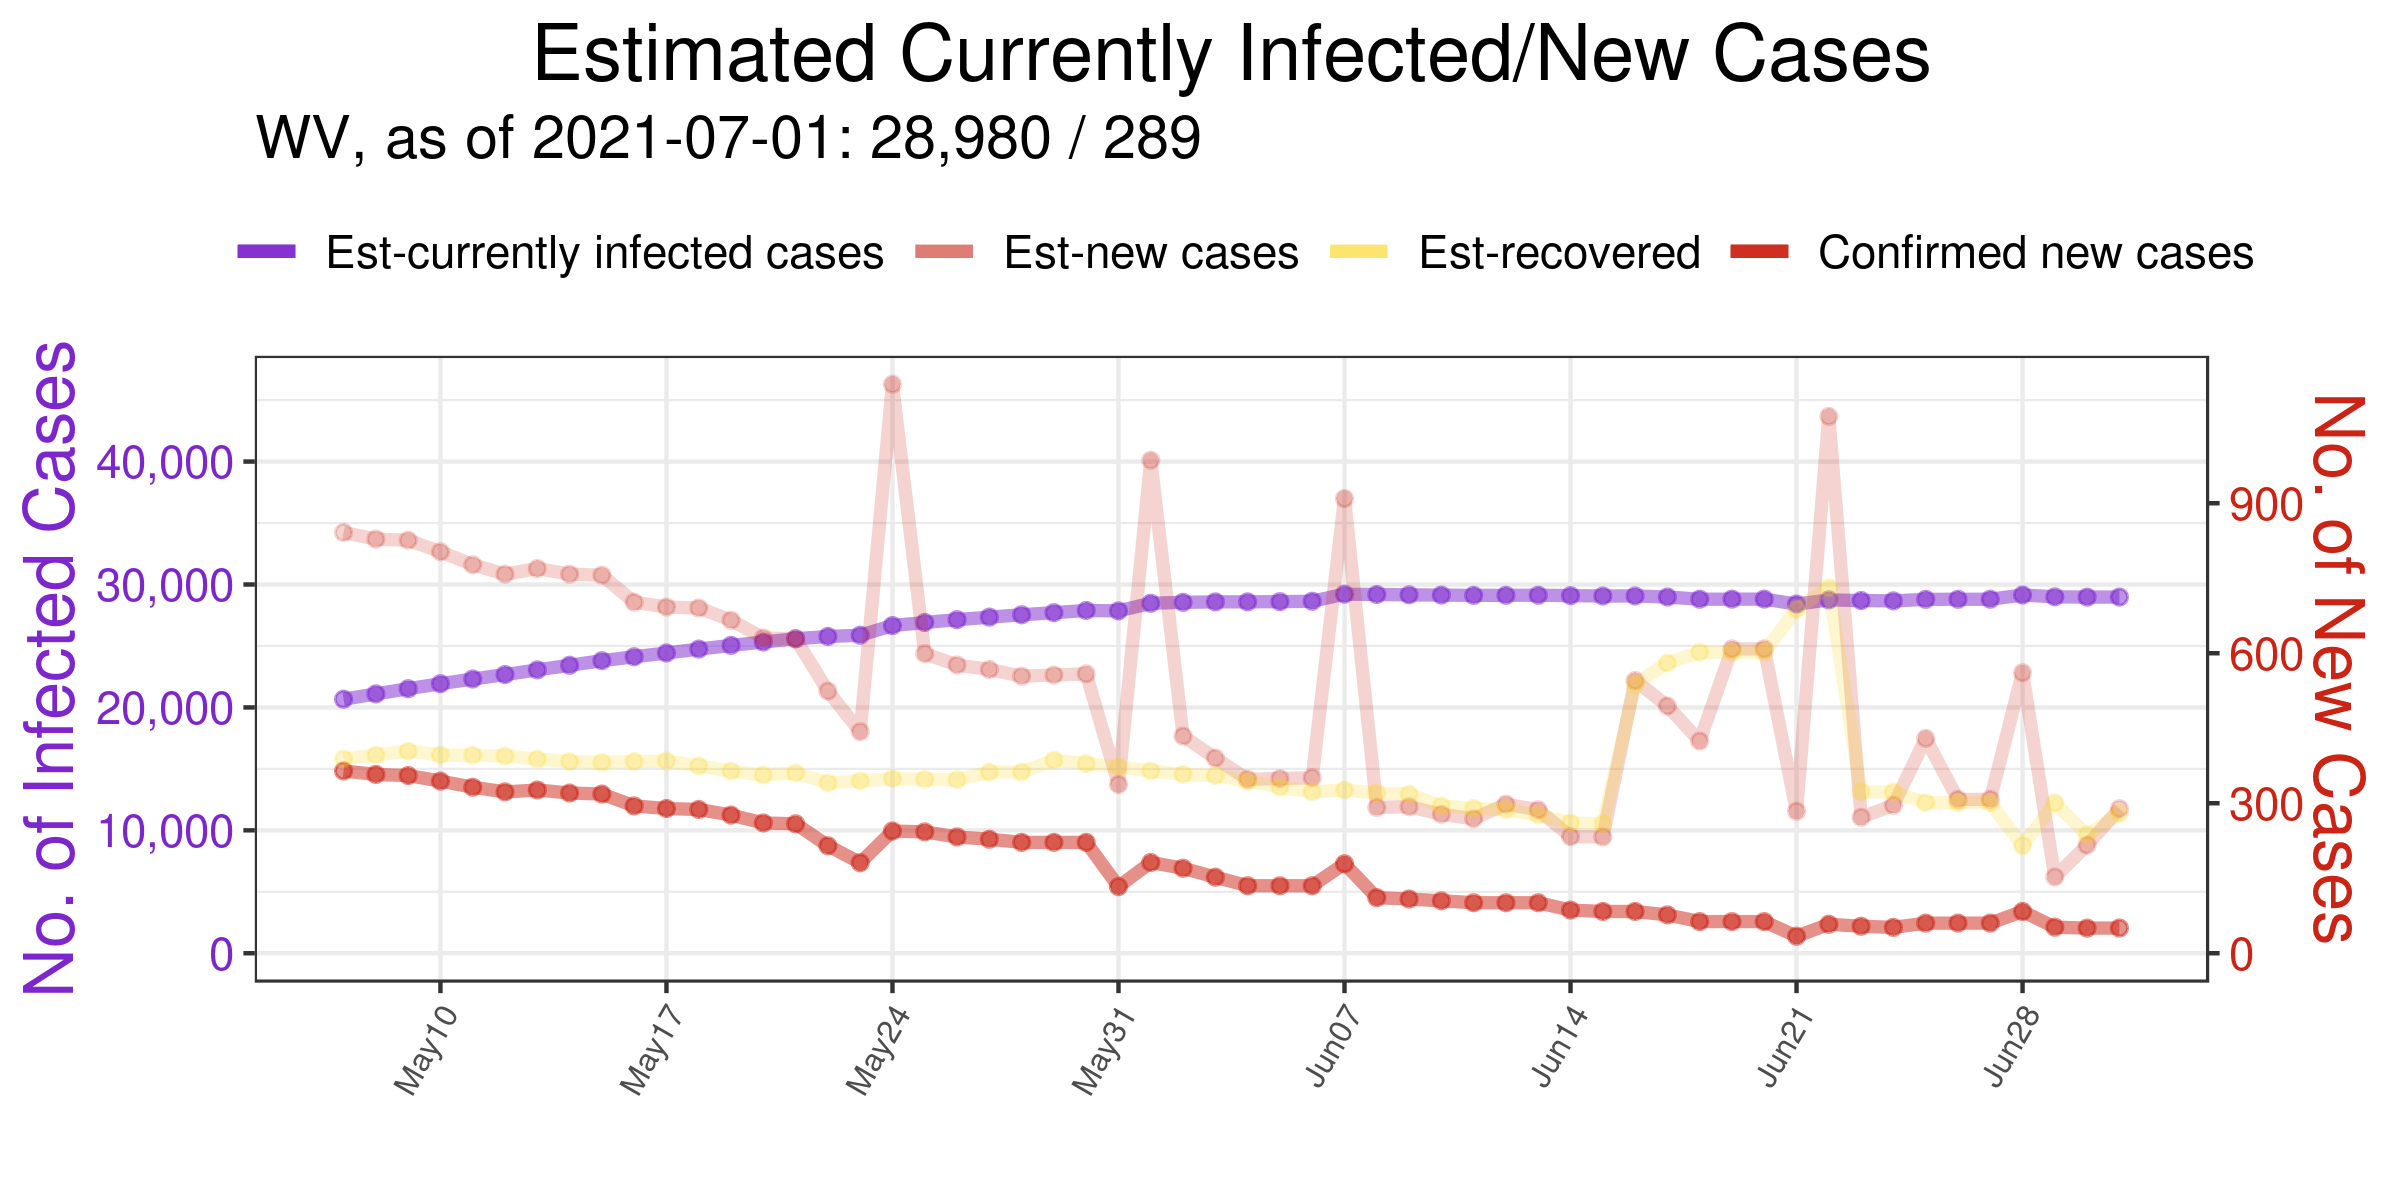 Estimated Currently Infected/New Cases
WV, as of 2021-07-01: 28,980 / 289
Est-currently infected cases Est-new cases Est-recovered Confirmed new cases
No. of Infected Cases
40,000
30,000
20,000
10,000
0
No. of New Cases
900
600
300
0
May10 May17 May24 May31 Jun07 Jun14 Jun21 Jun28